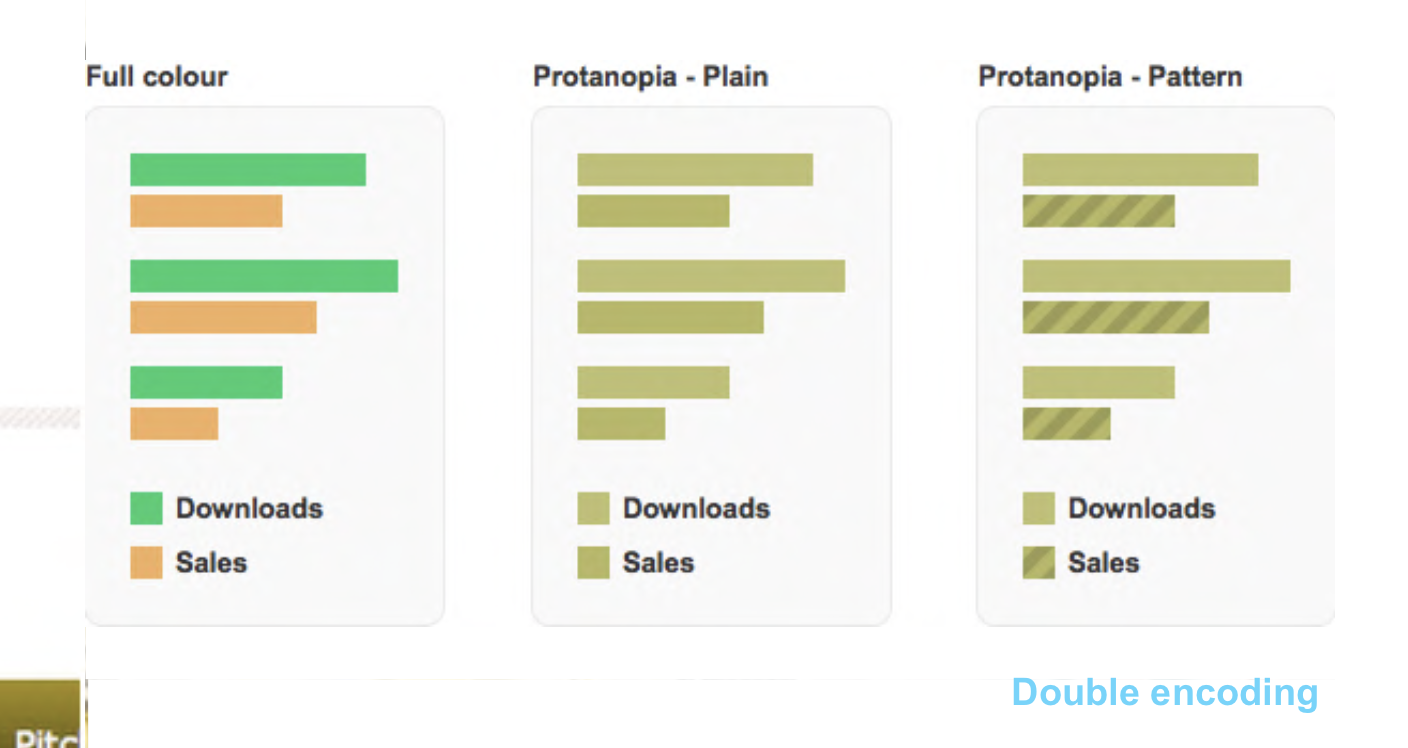 Full colour
Protanopia - Plain
Protanopia - Pattern
Downloads
Sales
Downloads
Sales
Downloads
Sales
Double encoding
Pitc